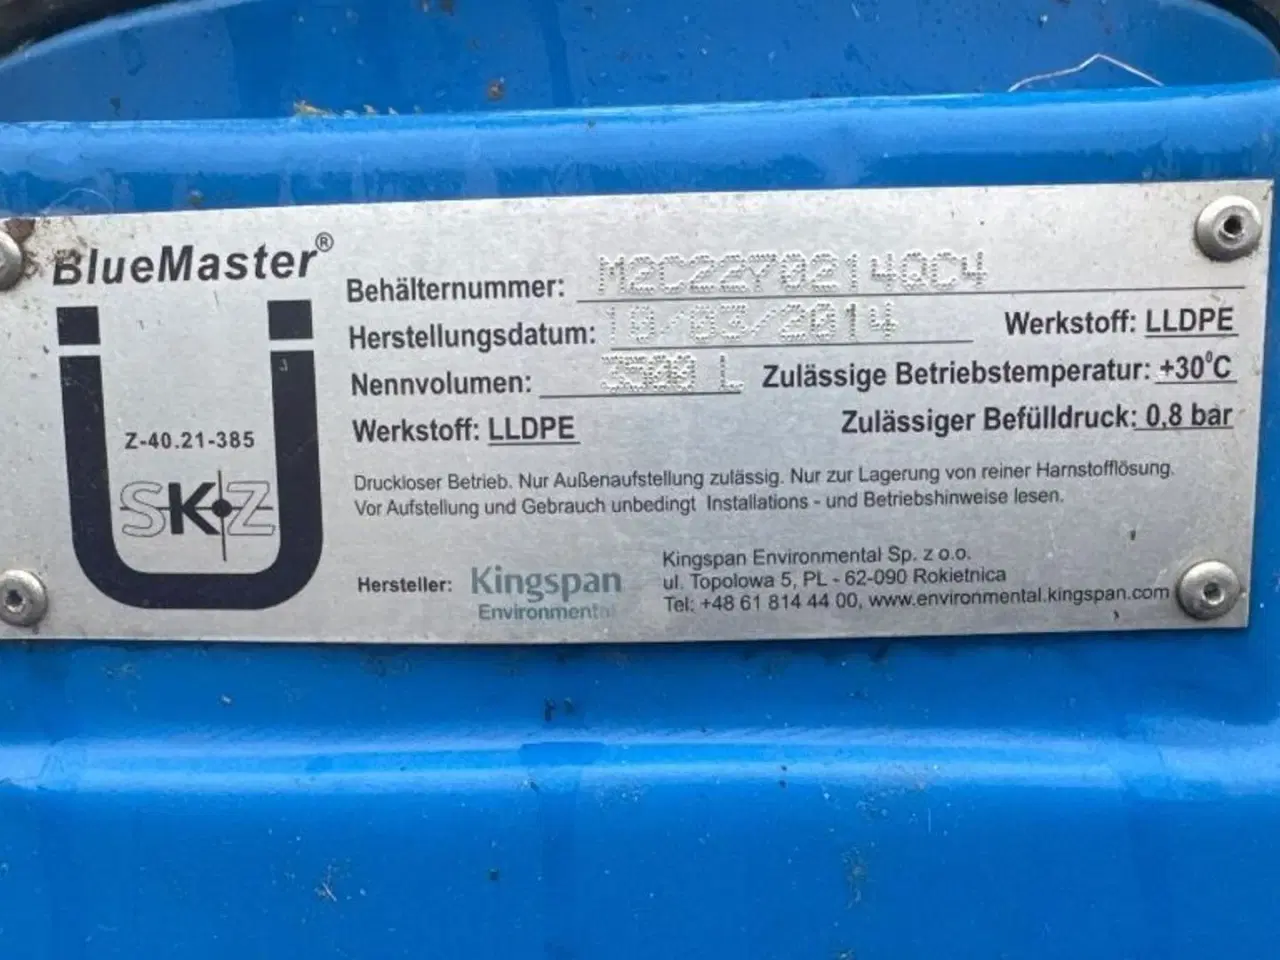 BlueMaster®
Behälternummer: M2C22Y0214QC4
Herstellungsdatum: 10/03/2014 Werkstoff: LLDPE
Nennvolumen: 3500 L Zulässige Betriebstemperatur: +30°C
Werkstoff: LLDPE Zulässiger Befülldruck: 0,8 bar
Z-40.21-385
SKZ
Druckloser Betrieb. Nur Außenaufstellung zulässig. Nur zur Lagerung von reiner Harnstofflösung.
Vor Aufstellung und Gebrauch unbedingt Installations - und Betriebshinweise lesen.
Hersteller: Kingspan
Environmental
Kingspan Environmental Sp. z o.o.
ul. Topolowa 5, PL - 62-090 Rokietnica
Tel: +48 61 814 44 00, www.environmental.kingspan.com